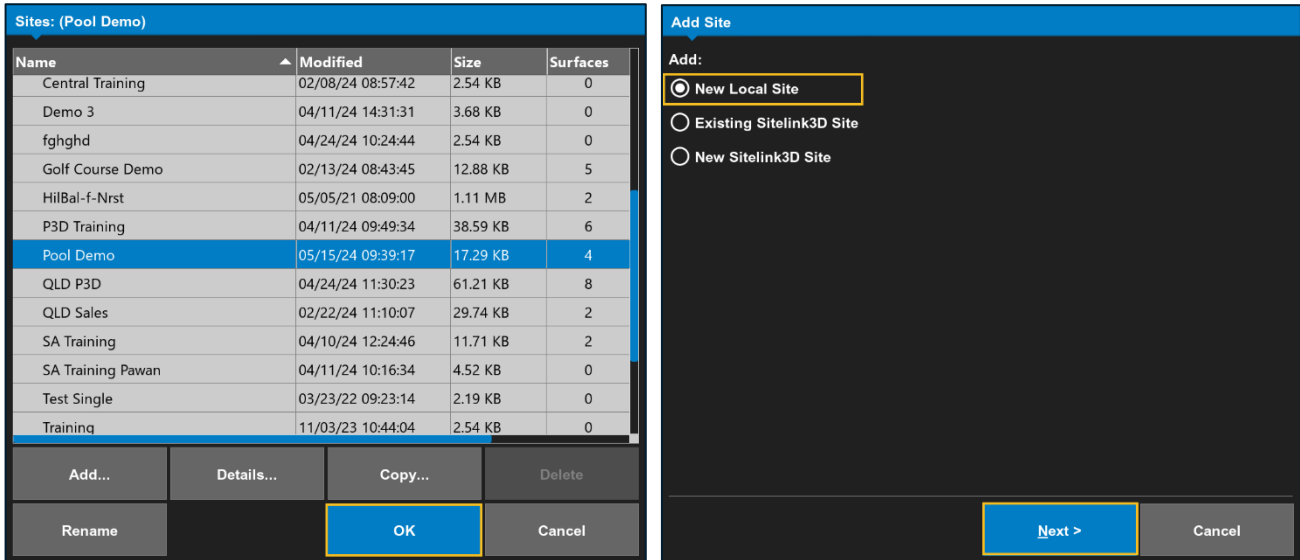 Sites: (Pool Demo)
Name Modified Size Surfaces
Central Training 02/08/24 08:57:42 2.54 KB 0
Demo 3 04/11/24 14:31:31 3.68 KB 0
fghghd 04/24/24 10:24:44 2.54 KB 0
Golf Course Demo 02/13/24 08:43:45 12.88 KB 5
HilBal-f-Nrst 05/05/21 08:09:00 1.11 MB 2
P3D Training 04/11/24 09:49:34 38.59 KB 6
Pool Demo 05/15/24 09:39:17 17.29 KB 4
QLD P3D 04/24/24 11:30:23 61.21 KB 8
QLD Sales 02/22/24 11:10:07 29.74 KB 2
SA Training 04/10/24 12:24:46 11.71 KB 2
SA Training Pawan 04/11/24 10:16:34 4.52 KB 0
Test Single 03/23/22 09:23:14 2.19 KB 0
Training 11/03/23 10:44:04 2.54 KB 0
Add... Details... Copy... Delete
Rename OK Cancel
Add Site
Add:
New Local Site
Existing Sitelink3D Site
New Sitelink3D Site
Next > Cancel